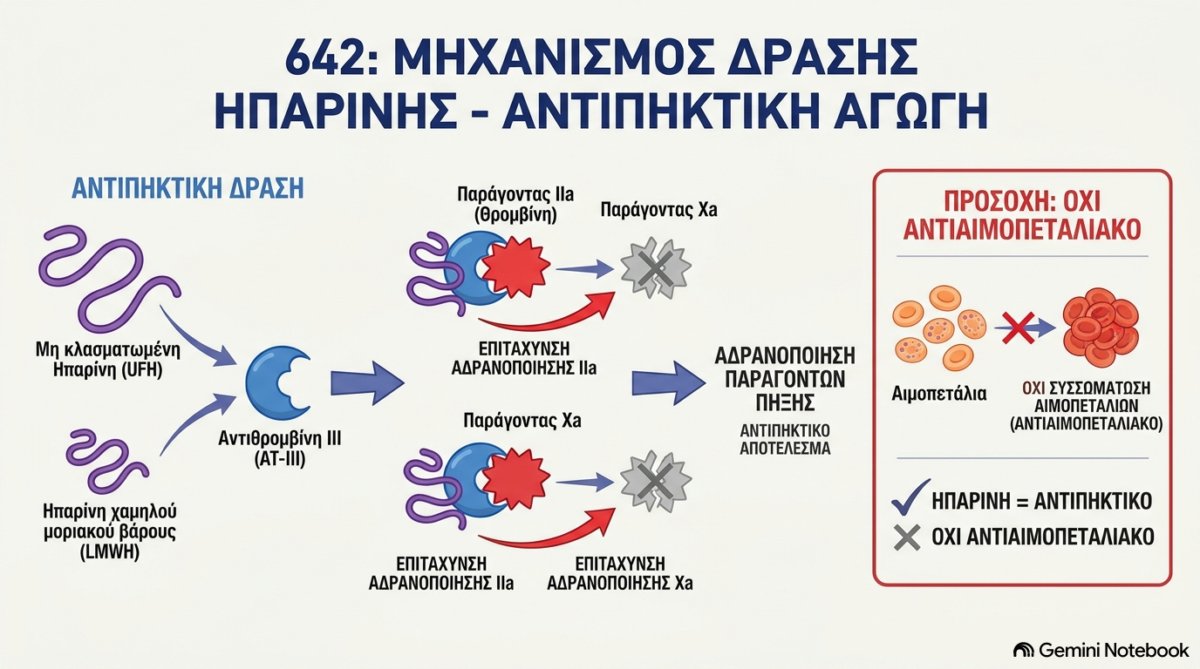 642: ΜΗΧΑΝΙΣΜΟΣ ΔΡΑΣΗΣ
ΗΠΑΡΙΝΗΣ - ΑΝΤΙΠΗΚΤΙΚΗ ΑΓΩΓΗ
ΑΝΤΙΠΗΚΤΙΚΗ ΔΡΑΣΗ
Μη κλασματωμένη
Ηπαρίνη (UFH)
Ηπαρίνη χαμηλού
μοριακού βάρους
(LMWH)
Αντιθρομβίνη III
(AT-III)
Παράγοντας IIa
(Θρομβίνη)
Παράγοντας Xa
ΕΠΙΤΑΧΥΝΣΗ
ΑΔΡΑΝΟΠΟΙΗΣΗΣ IIa
Παράγοντας Xa
ΕΠΙΤΑΧΥΝΣΗ
ΑΔΡΑΝΟΠΟΙΗΣΗΣ IIa
ΕΠΙΤΑΧΥΝΣΗ
ΑΔΡΑΝΟΠΟΙΗΣΗΣ Xa
ΑΔΡΑΝΟΠΟΙΗΣΗ
ΠΑΡΑΓΟΝΤΩΝ
ΠΗΞΗΣ
ΑΝΤΙΠΗΚΤΙΚΟ
ΑΠΟΤΕΛΕΣΜΑ
ΠΡΟΣΟΧΗ: ΟΧΙ
ΑΝΤΙΑΙΜΟΠΕΤΑΛΙΑΚΟ
Αιμοπετάλια
ΟΧΙ ΣΥΣΣΩΜΑΤΩΣΗ
ΑΙΜΟΠΕΤΑΛΙΩΝ
(ΑΝΤΙΑΙΜΟΠΕΤΑΛΙΑΚΟ)
ΗΠΑΡΙΝΗ = ΑΝΤΙΠΗΚΤΙΚΟ
ΟΧΙ ΑΝΤΙΑΙΜΟΠΕΤΑΛΙΑΚΟ
Gemini Notebook